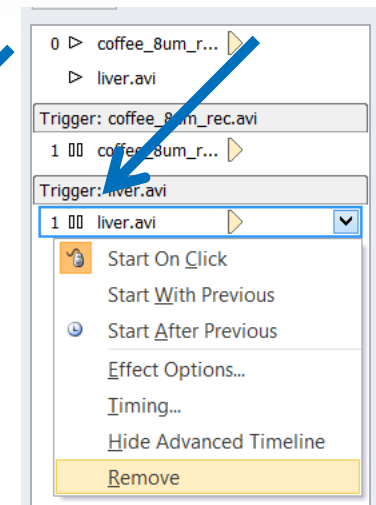 0 coffee_8um_r...
liver.avi
Trigger: coffee_8um_rec.avi
1 coffee_8um_r...
Trigger: liver.avi
1 liver.avi
Start On Click
Start With Previous
Start After Previous
Effect Options...
Timing...
Hide Advanced Timeline
Remove